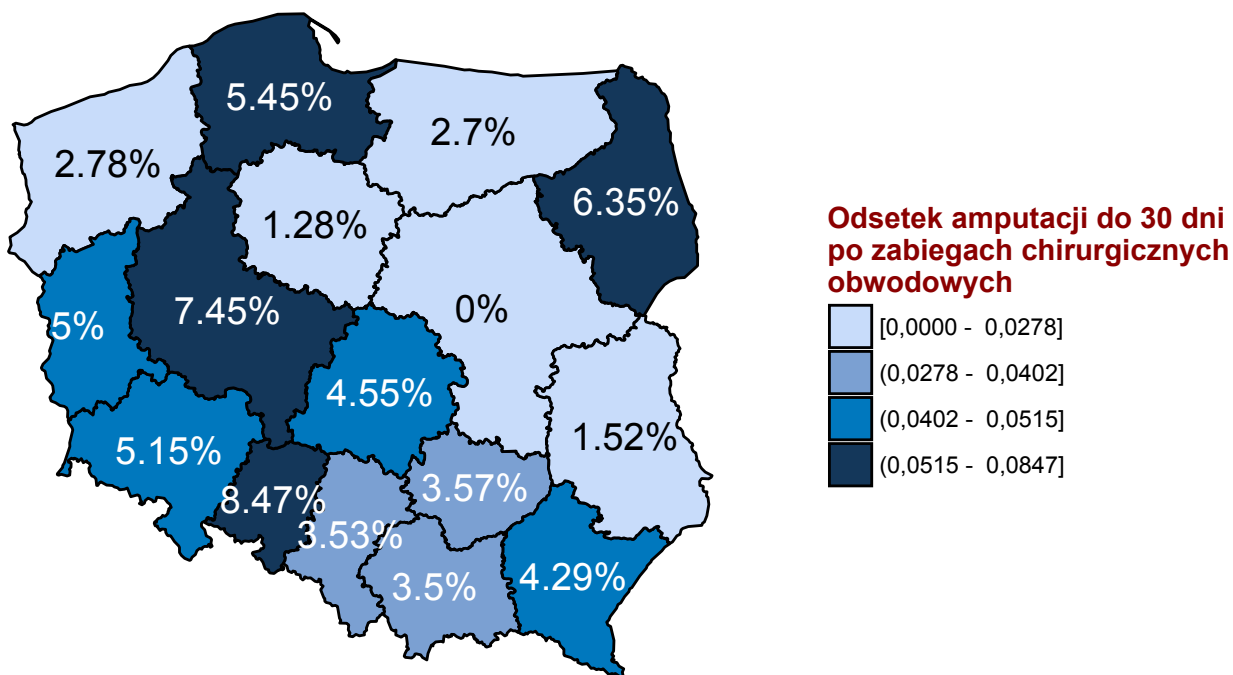 5.45%
2.7%
2.78%
6.35%
1.28%
7.45%
0%
5%
4.55%
5.15%
1.52%
8.47%
3.57%
3.53%
3.5%
4.29%
Odsetek amputacji do 30 dni
po zabiegach chirurgicznych
obwodowych
[0,0000 - 0,0278]
(0,0278 - 0,0402]
(0,0402 - 0,0515]
(0,0515 - 0,0847]